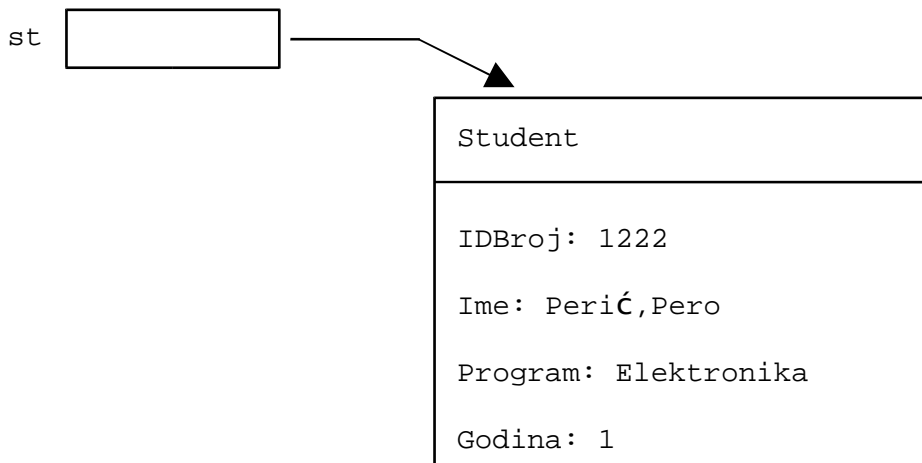 st
Student
IDBroj: 1222
Ime: Perić,Pero
Program: Elektronika
Godina: 1